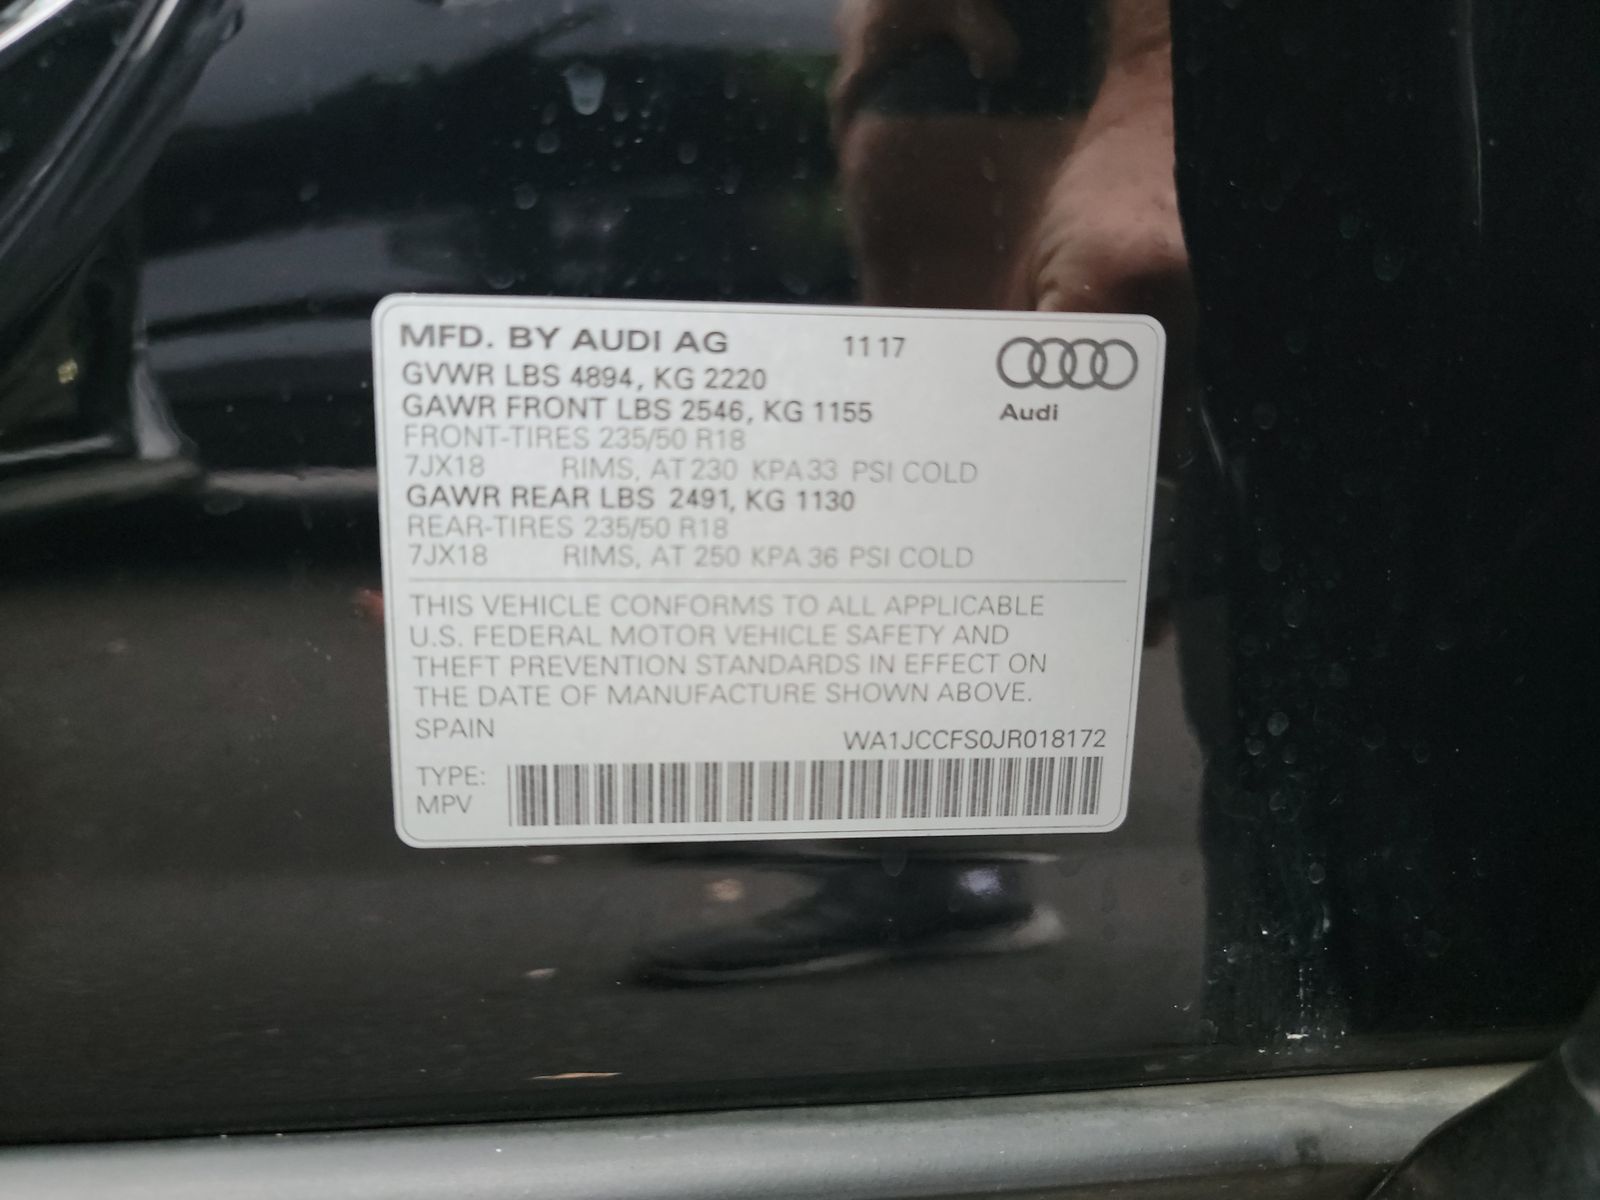 MFD. BY AUDI AG 11 17
GVWR LBS 4894, KG 2220
GAWR FRONT LBS 2546, KG 1155
Audi
FRONT-TIRES 235/50 R18
7JX18 RIMS, AT 230 KPA 33 PSI COLD
GAWR REAR LBS 2491, KG 1130
REAR-TIRES 235/50 R18
7JX18 RIMS, AT 250 KPA 36 PSI COLD
THIS VEHICLE CONFORMS TO ALL APPLICABLE
U.S. FEDERAL MOTOR VEHICLE SAFETY AND
THEFT PREVENTION STANDARDS IN EFFECT ON
THE DATE OF MANUFACTURE SHOWN ABOVE.
SPAIN
WA1JCCFS0JR018172
TYPE:
MPV